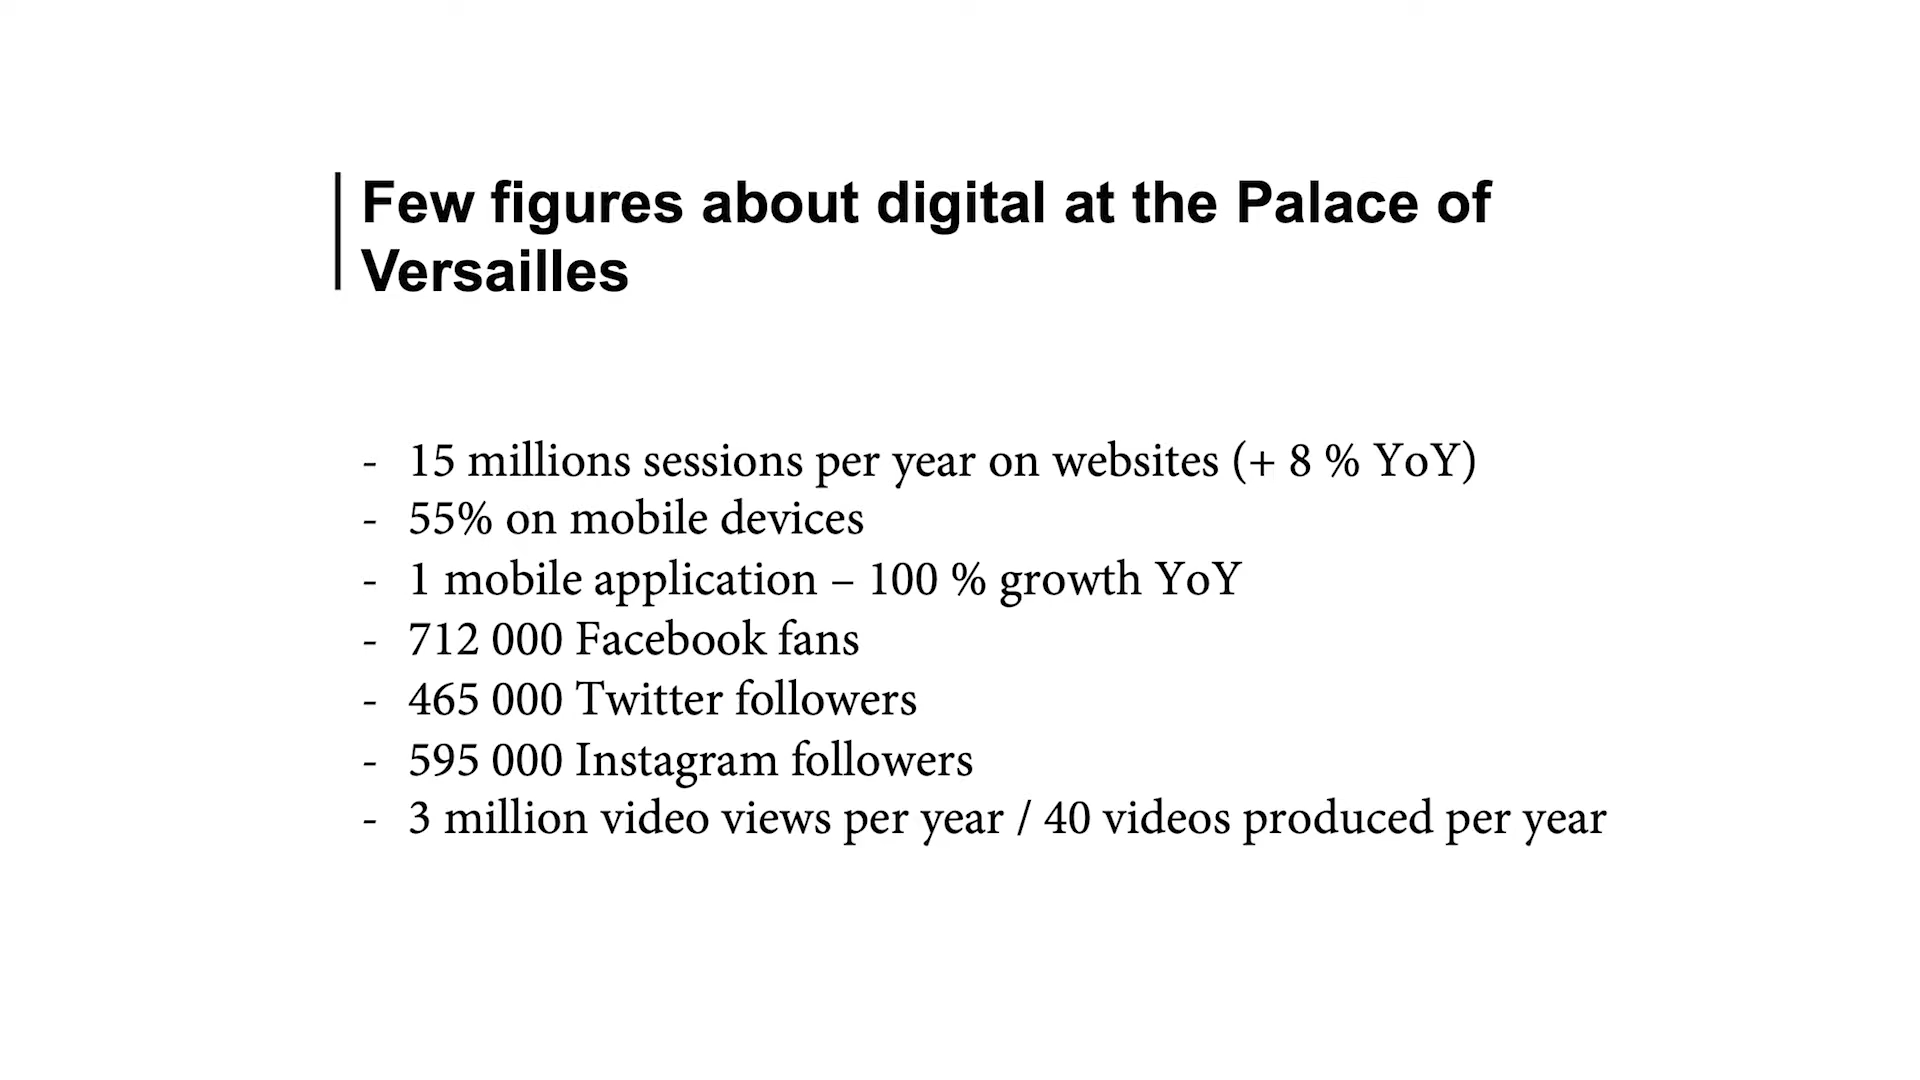 Few figures about digital at the Palace of
Versailles
- 15 millions sessions per year on websites (+ 8 % YoY)
- 55% on mobile devices
- 1 mobile application – 100 % growth YoY
- 712 000 Facebook fans
- 465 000 Twitter followers
- 595 000 Instagram followers
- 3 million video views per year / 40 videos produced per year